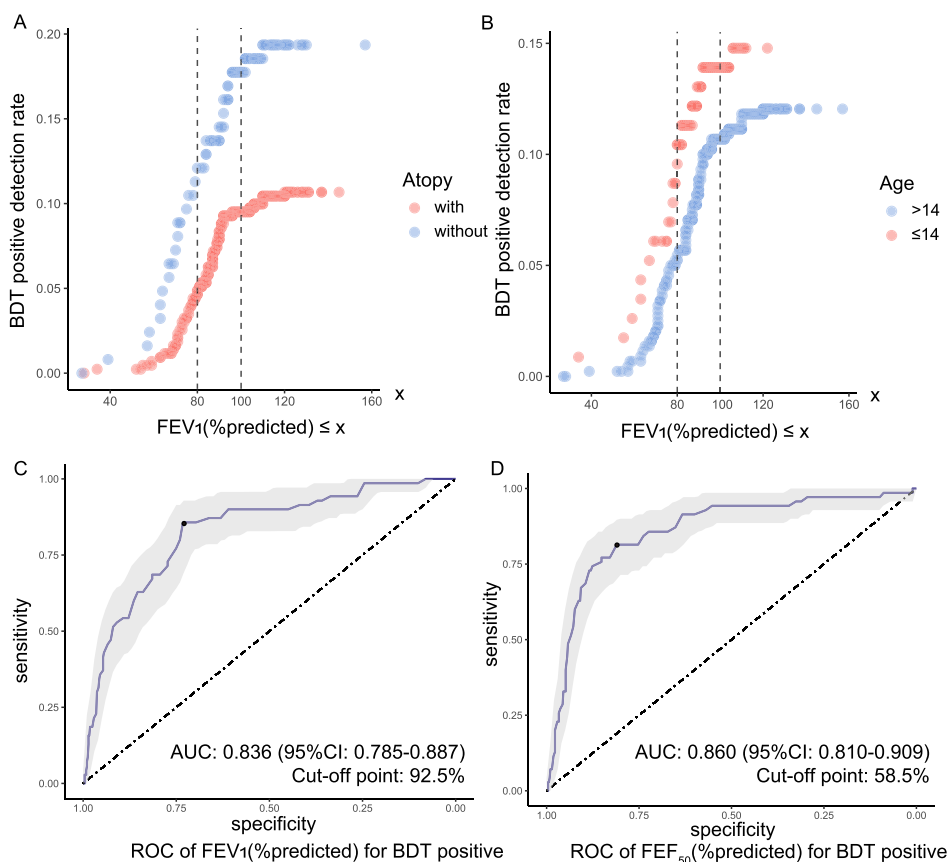 A
BDT positive detection rate
0.20
0.15
0.10
0.05
0.00
40
80
100
120
160
x
FEV₁(%predicted) ≤ x
Atopy
with
without
B
BDT positive detection rate
0.15
0.10
0.05
0.00
40
80
100
120
160
x
FEV₁(%predicted) ≤ x
Age
>14
≤14
C
sensitivity
1.00
0.75
0.50
0.25
0.00
AUC: 0.836 (95%CI: 0.785-0.887)
Cut-off point: 92.5%
1.00
0.75
0.50
0.25
0.00
specificity
ROC of FEV₁(%predicted) for BDT positive
D
sensitivity
1.00
0.75
0.50
0.25
0.00
AUC: 0.860 (95%CI: 0.810-0.909)
Cut-off point: 58.5%
1.00
0.75
0.50
0.25
0.00
specificity
ROC of FEF₅₀(%predicted) for BDT positive